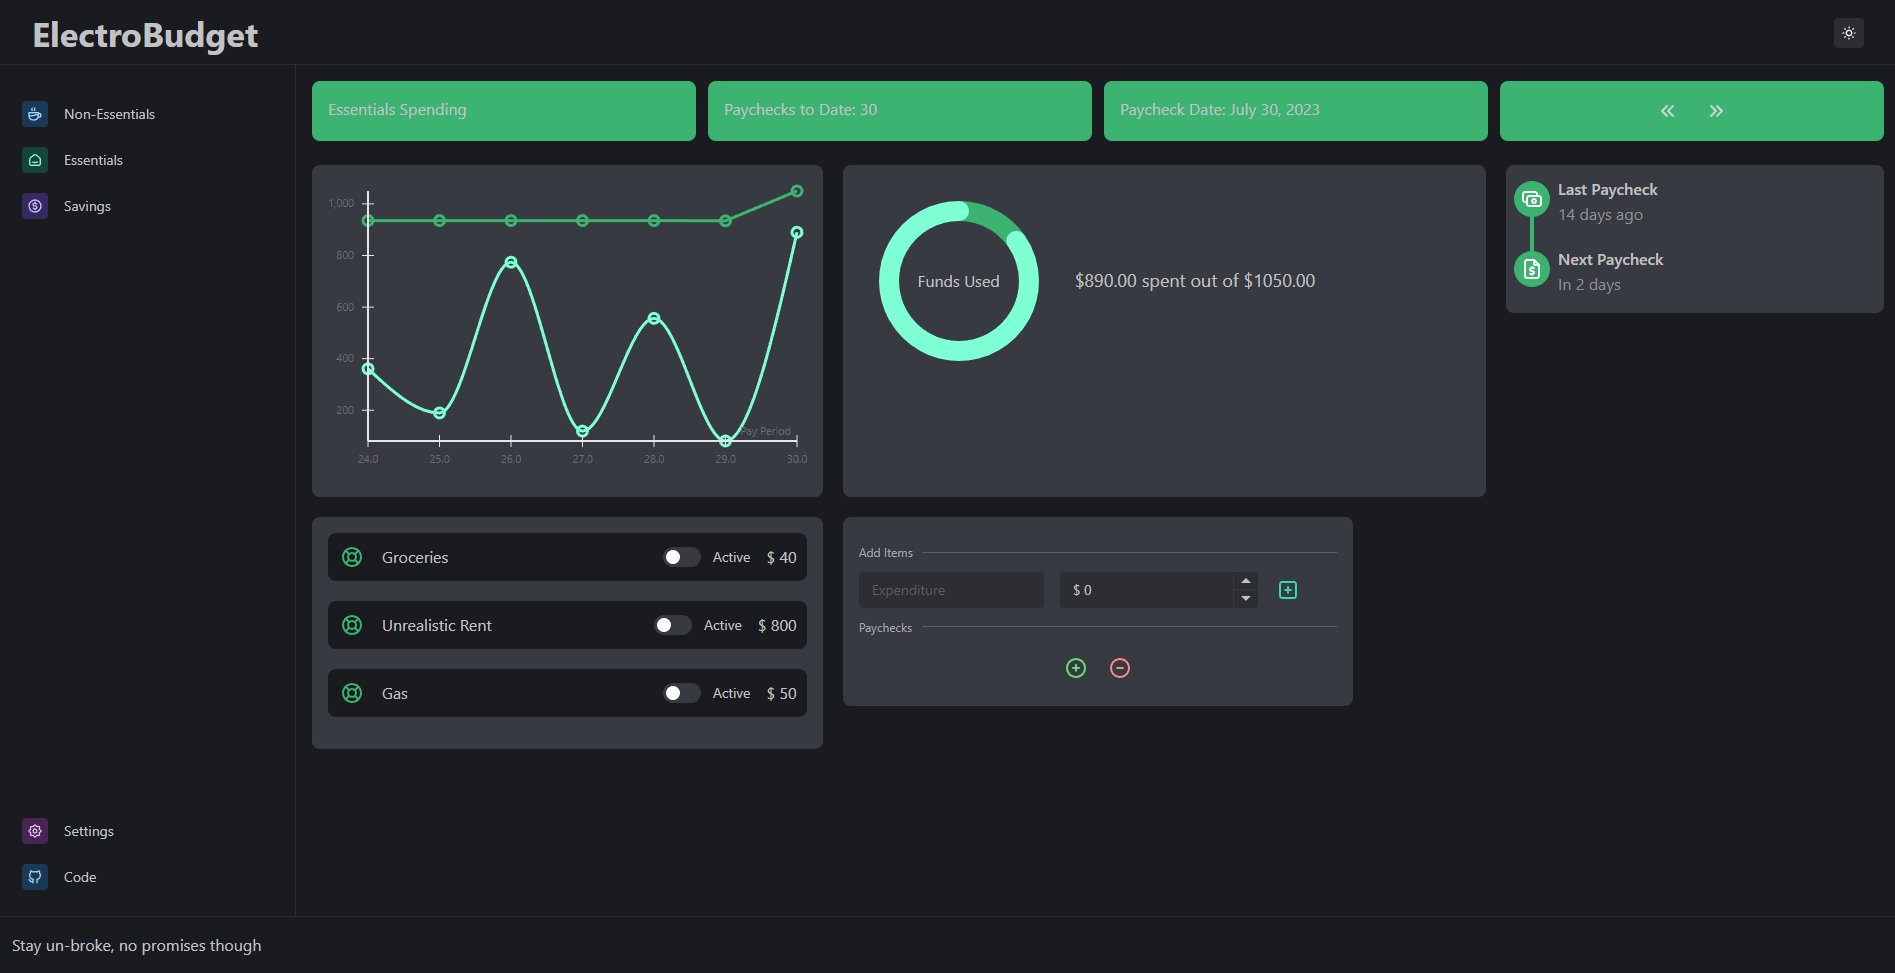 ElectroBudget
Non-Essentials
Essentials
Savings
Settings
Code
Essentials Spending
Paychecks to Date: 30
Paycheck Date: July 30, 2023
1,000
800
600
400
200
Pay Period
24.0 25.0 26.0 27.0 28.0 29.0 30.0
Funds Used
$890.00 spent out of $1050.00
Last Paycheck
14 days ago
Next Paycheck
In 2 days
Groceries Active $ 40
Unrealistic Rent Active $ 800
Gas Active $ 50
Add Items
Expenditure $ 0
Paychecks
Stay un-broke, no promises though